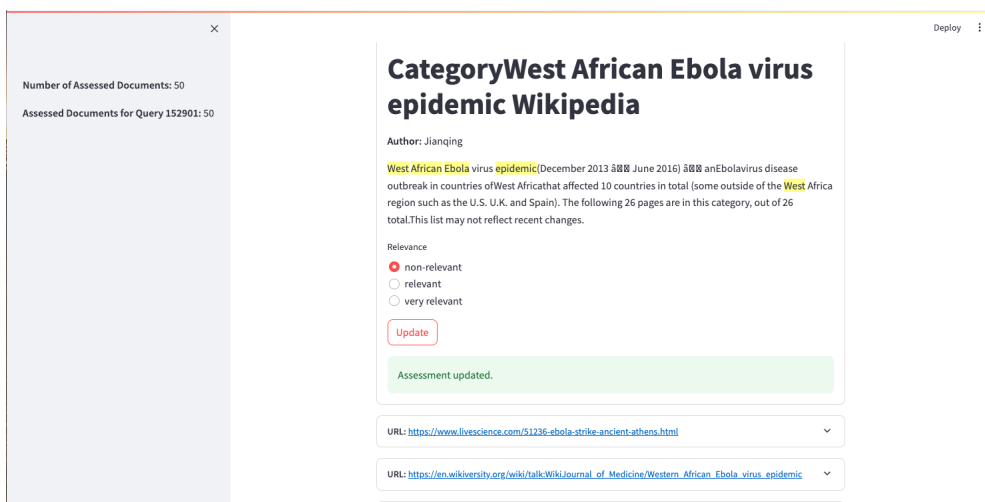 ×
Deploy
Number of Assessed Documents: 50
Assessed Documents for Query 152901: 50
CategoryWest African Ebola virus
epidemic Wikipedia
Author: Jianqing
West African Ebola virus epidemic(December 2013 â June 2016) â anEbolavirus disease
outbreak in countries ofWest Africathat affected 10 countries in total (some outside of the West Africa
region such as the U.S. U.K. and Spain). The following 26 pages are in this category, out of 26
total.This list may not reflect recent changes.
Relevance
non-relevant
relevant
very relevant
Update
Assessment updated.
URL: https://www.livescience.com/51236-ebola-strike-ancient-athens.html
URL: https://en.wikiversity.org/wiki/talk:WikiJournal_of_Medicine/Western_African_Ebola_virus_epidemic